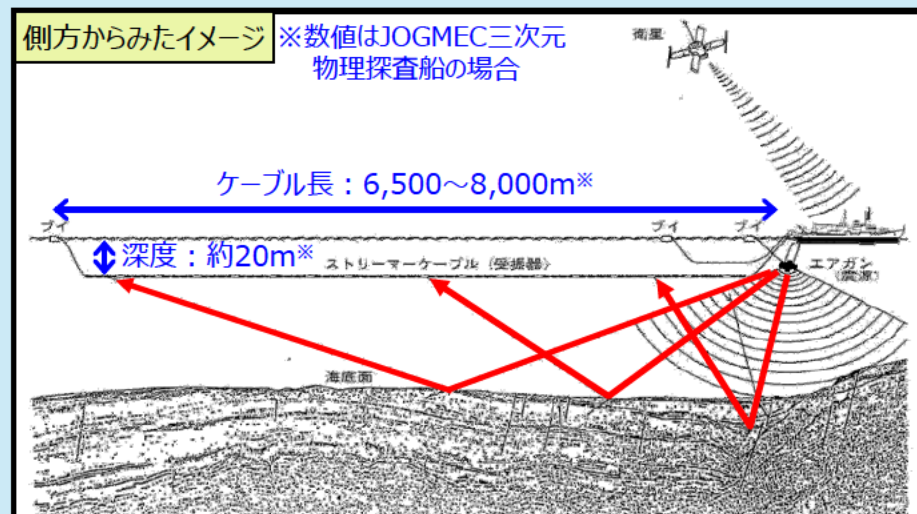 側方からみたイメージ
※数値はJOGMEC三次元
物理探査船の場合
衛星
ケーブル長：6,500～8,000m※
ブイ
ブイ
ブイ
深度：約20m※
ストリーマーケーブル（受振器）
エアガン
（震源）
海底面